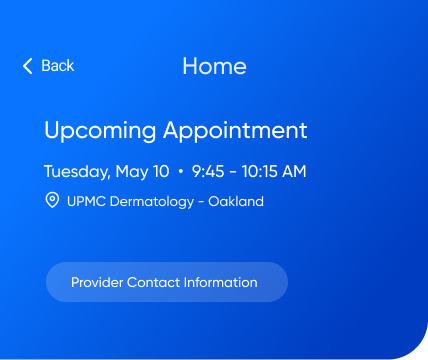 Back
Home
Upcoming Appointment
Tuesday, May 10 • 9:45 - 10:15 AM
UPMC Dermatology - Oakland
Provider Contact Information